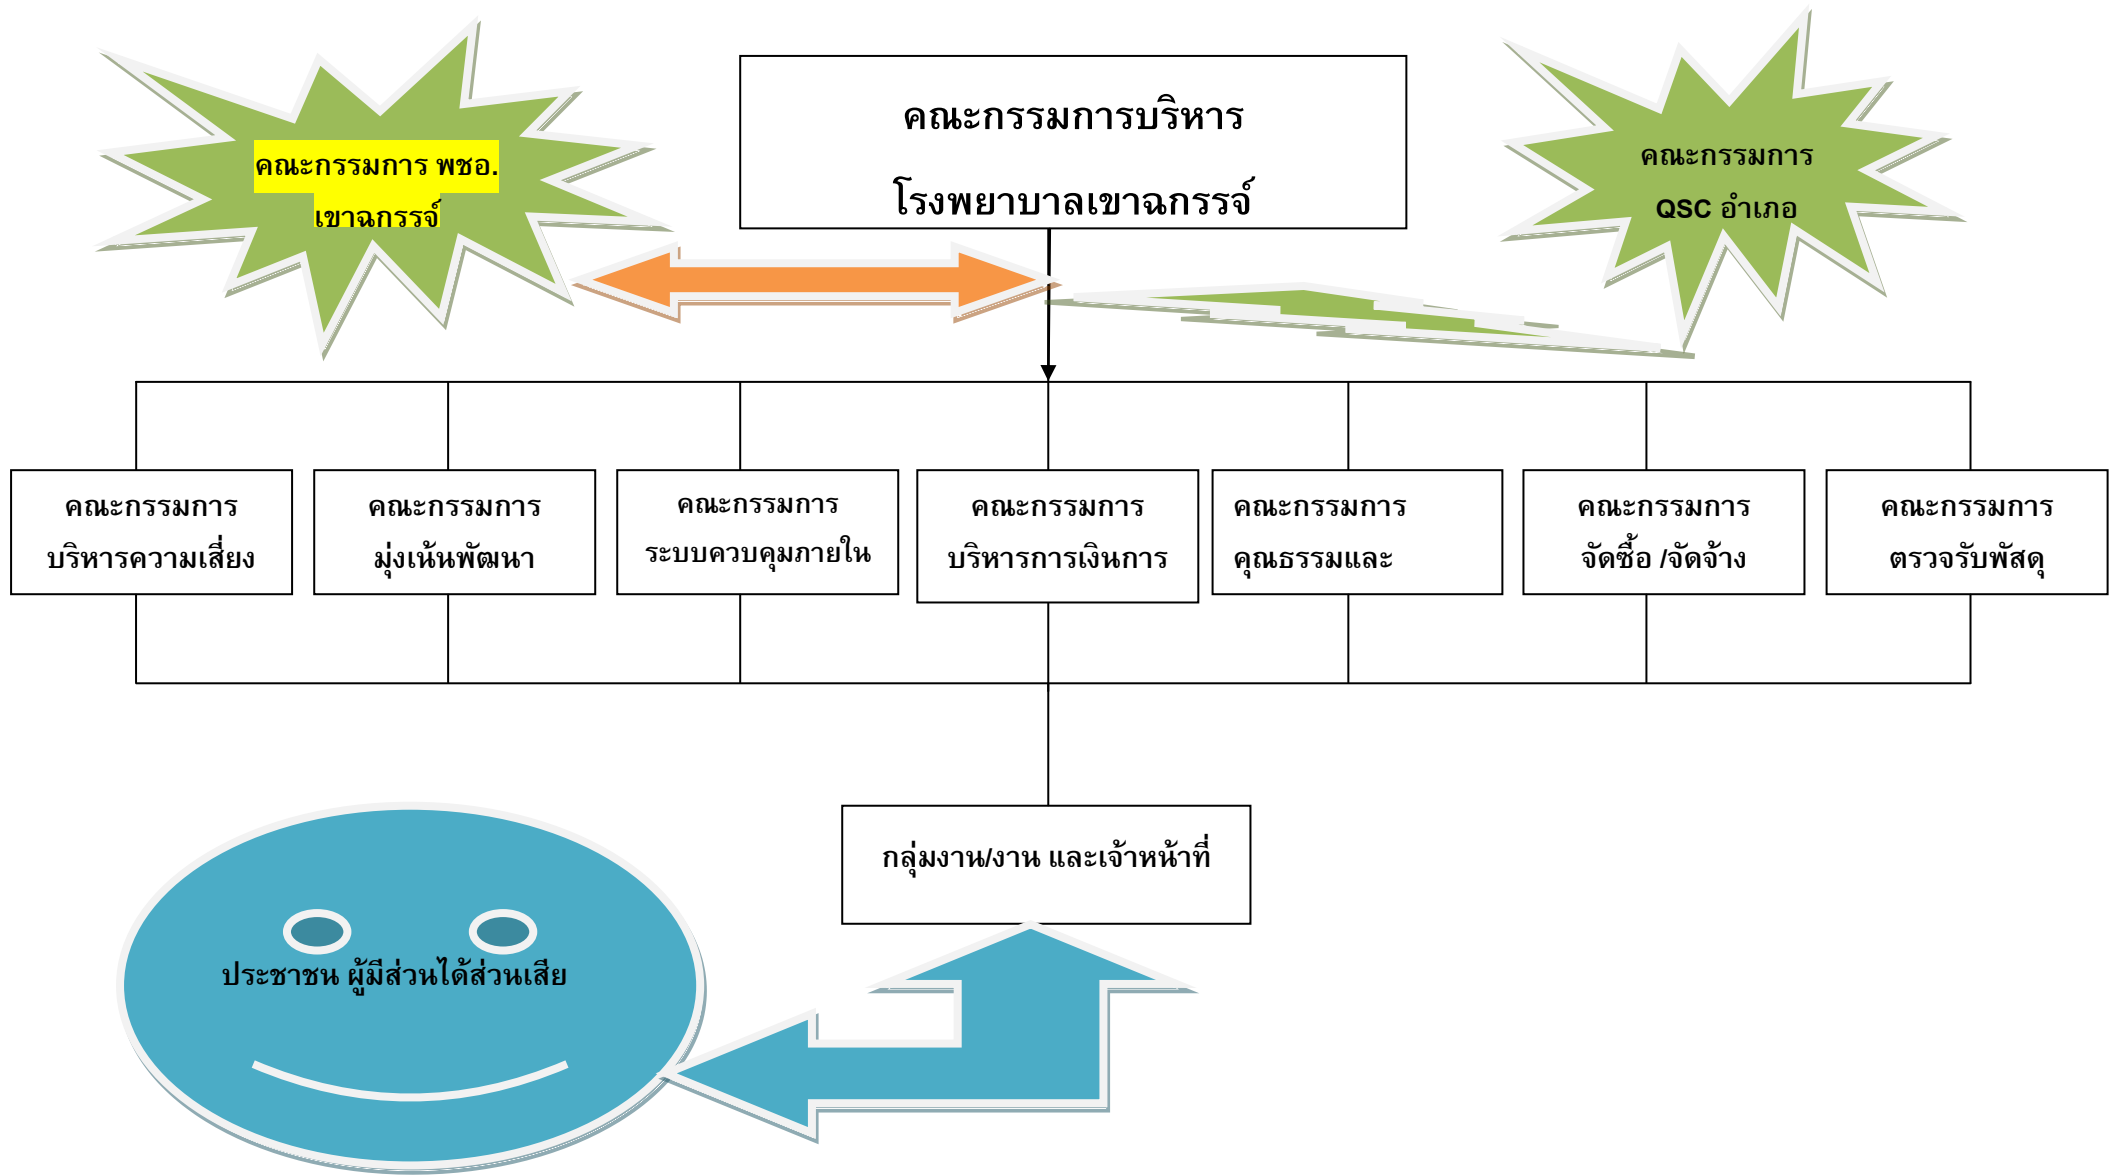 คณะกรรมการ พชอ.
เขาฉกรรจ์
คณะกรรมการบริหาร
โรงพยาบาลเขาฉกรรจ์
คณะกรรมการ
QSC อำเภอ
คณะกรรมการ
บริหารความเสี่ยง
คณะกรรมการ
มุ่งเน้นพัฒนา
คณะกรรมการ
ระบบควบคุมภายใน
คณะกรรมการ
บริหารการเงินการ
คณะกรรมการ
คุณธรรมและ
คณะกรรมการ
จัดซื้อ /จัดจ้าง
คณะกรรมการ
ตรวจรับพัสดุ
กลุ่มงาน/งาน และเจ้าหน้าที่
ประชาชน ผู้มีส่วนได้ส่วนเสีย